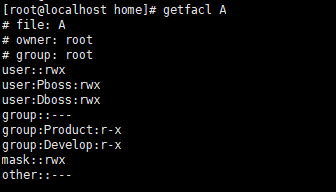 [root@localhost home]# getfacl A
# file: A
# owner: root
# group: root
user::rwx
user:Pboss:rwx
user:Dboss:rwx
group::---
group:Product:r-x
group:Develop:r-x
mask::rwx
other::---